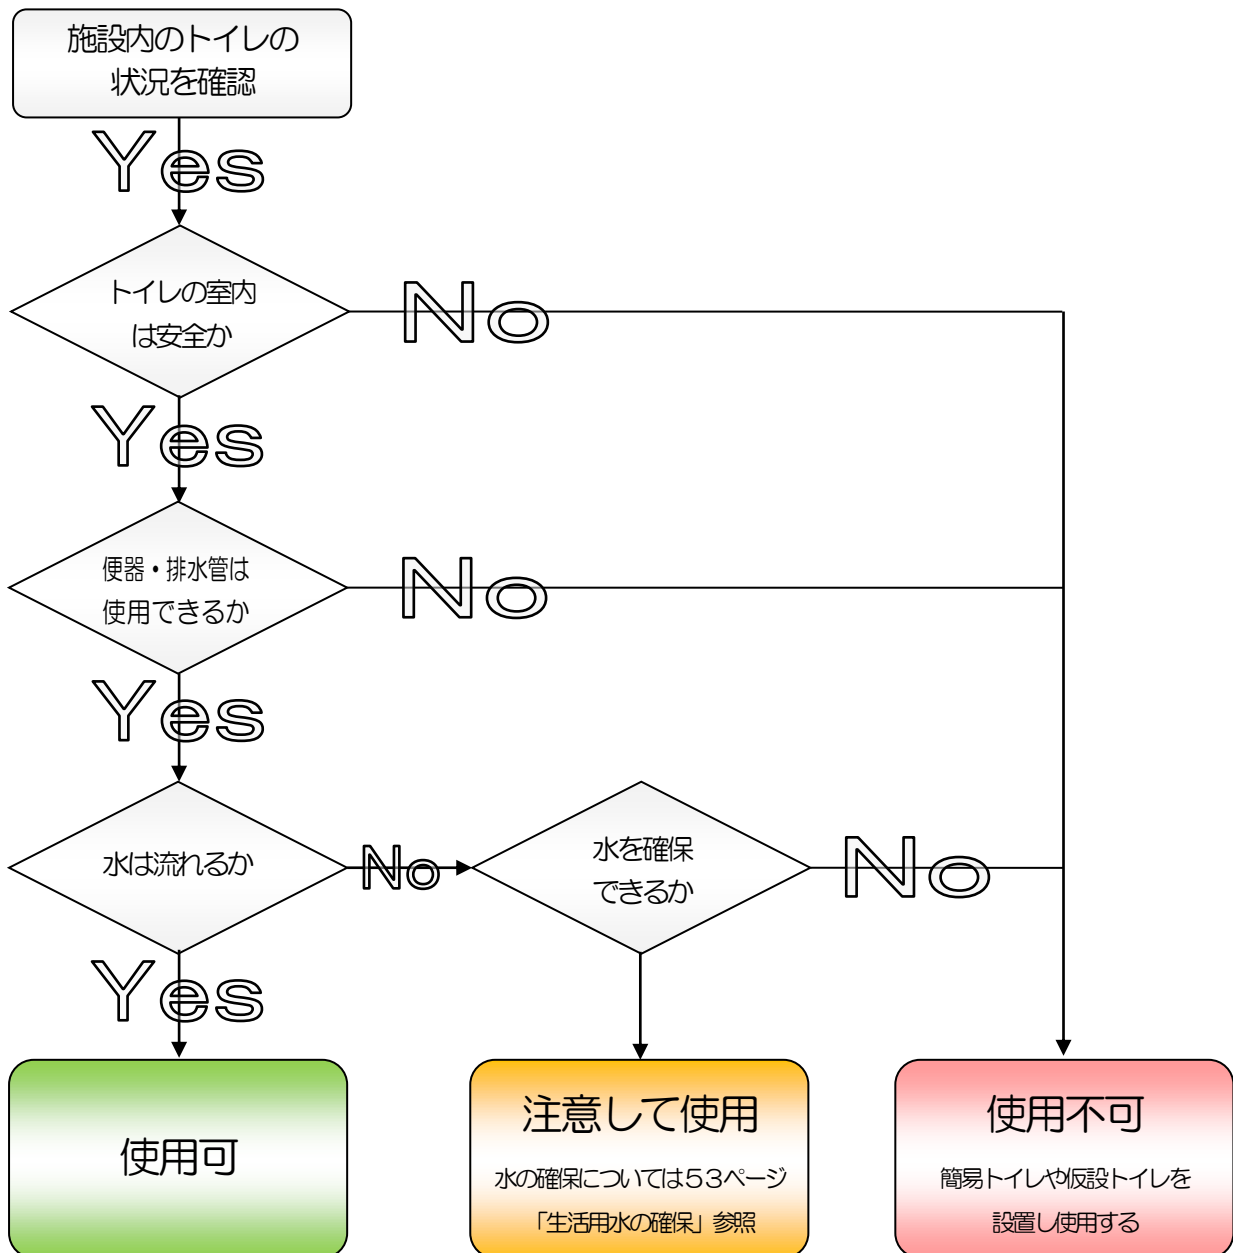 施設内のトイレの
状況を確認
Yes
トイレの室内
は安全か
No
Yes
便器・排水管は
使用できるか
No
Yes
水は流れるか
No
水を確保
できるか
No
Yes
使用可
注意して使用
水の確保については53ページ
「生活用水の確保」参照
使用不可
簡易トイレや仮設トイレを
設置し使用する